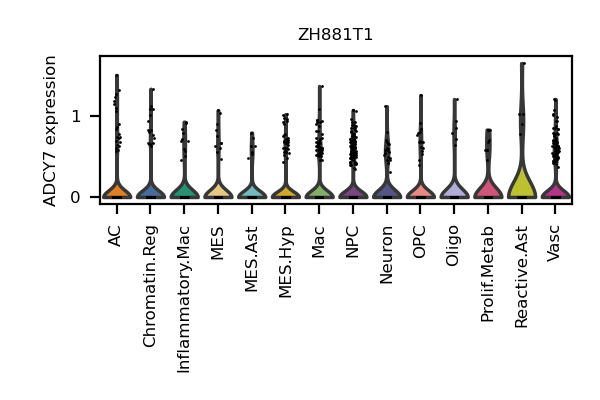 ZH881T1
ADCY7 expression
1
0
AC
Chromatin.Reg
Inflammatory.Mac
MES
MES.Ast
MES.Hyp
Mac
NPC
Neuron
OPC
Oligo
Prolif.Metab
Reactive.Ast
Vasc